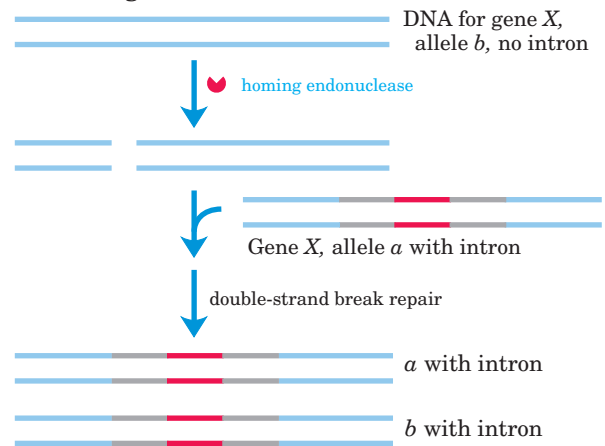 DNA for gene X,
allele b, no intron
homing endonuclease
Gene X, allele a with intron
double-strand break repair
a with intron
b with intron